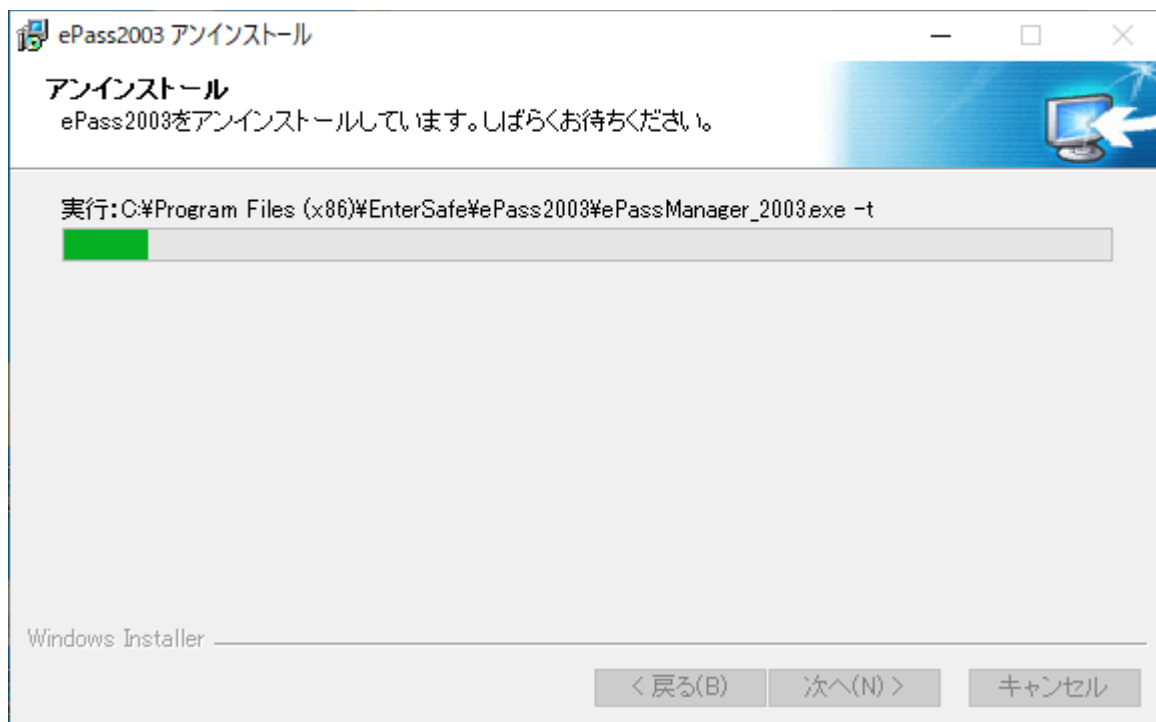 ePass2003 アンインストール
アンインストール
ePass2003をアンインストールしています。しばらくお待ちください。
実行:C:¥Program Files (x86)¥EnterSafe¥ePass2003¥ePassManager_2003.exe -t
Windows Installer
< 戻る(B)
次へ(N) >
キャンセル